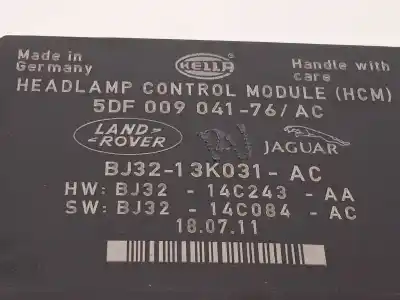 Made in
Germany
HELLA
Handle with
care
HEADLAMP CONTROL MODULE (HCM)
5DF 009 041-76/AC
LAND-
-ROVER
JAGUAR
BJ32-13K031-AC
HW: BJ32 - 14C243 - AA
SW: BJ32 - 14C084 - AC
18.07.11